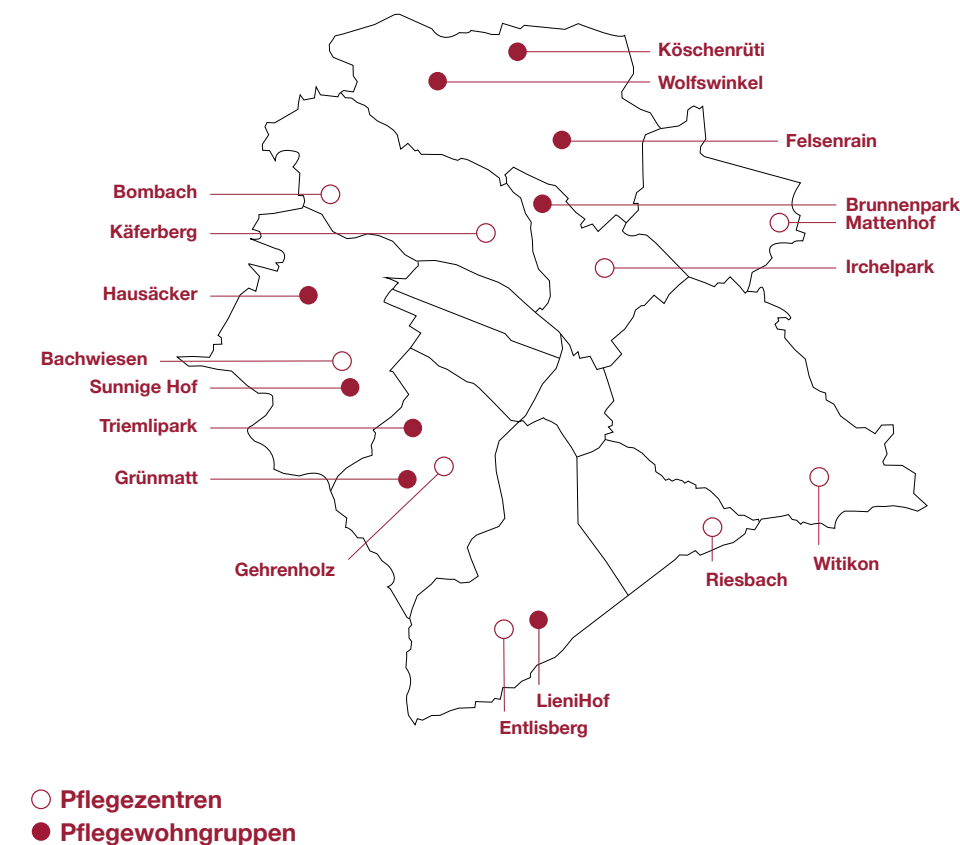 Köschenrüti
Wolfswinkel
Felsenrain
Bombach
Brunnenpark
Mattenhof
Käferberg
Irchelpark
Hausäcker
Bachwiesen
Sunnige Hof
Triemlipark
Grünmatt
Gehrenholz
Witikon
Riesbach
LieniHof
Entlisberg
Pflegezentren
Pflegewohngruppen